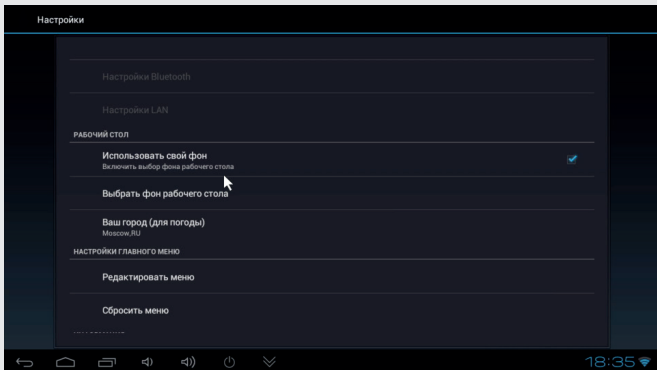 Настройки
Настройки Bluetooth
Настройки LAN
РАБОЧИЙ СТОЛ
Использовать свой фон
Включить выбор фона рабочего стола
Выбрать фон рабочего стола
Ваш город (для погоды)
Moscow,RU
НАСТРОЙКИ ГЛАВНОГО МЕНЮ
Редактировать меню
Сбросить меню
18:35